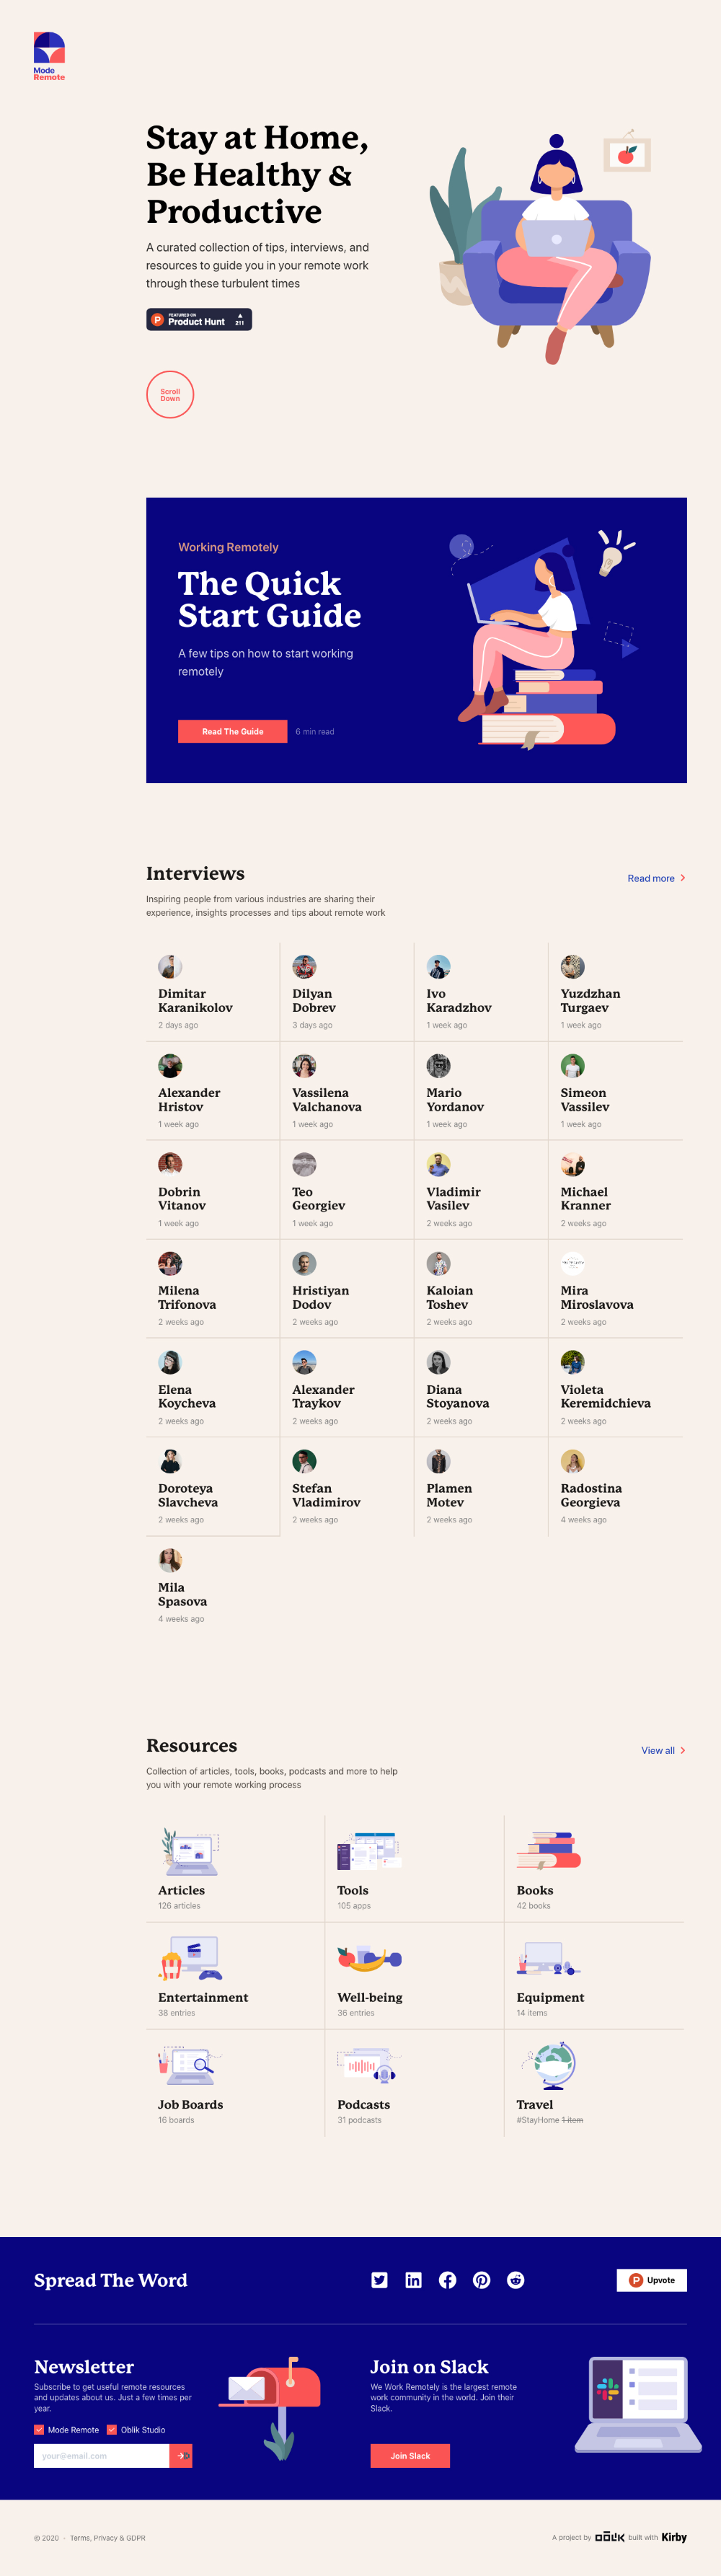 Mode
Remote
Stay at Home,
Be Healthy &
Productive
A curated collection of tips, interviews, and
resources to guide you in your remote work
through these turbulent times
P
FEATURED ON
Product Hunt
211
Scroll
Down
Working Remotely
The Quick
Start Guide
A few tips on how to start working
remotely
Read The Guide
6 min read
Interviews
Read more
Inspiring people from various industries are sharing their
experience, insights processes and tips about remote work
Dimitar
Karanikolov
2 days ago
Dilyan
Dobrev
3 days ago
Ivo
Karadzhov
1 week ago
Yuzdzhan
Turgaev
1 week ago
Alexander
Hristov
1 week ago
Vassilena
Valchanova
1 week ago
Mario
Yordanov
1 week ago
Simeon
Vassilev
1 week ago
Dobrin
Vitanov
1 week ago
Teo
Georgiev
1 week ago
Vladimir
Vasilev
2 weeks ago
Michael
Kranner
2 weeks ago
Milena
Trifonova
2 weeks ago
Hristiyan
Dodov
2 weeks ago
Kaloian
Toshev
2 weeks ago
Mira
Miroslavova
2 weeks ago
Elena
Koycheva
2 weeks ago
Alexander
Traykov
2 weeks ago
Diana
Stoyanova
2 weeks ago
Violeta
Keremidchieva
2 weeks ago
Doroteya
Slavcheva
2 weeks ago
Stefan
Vladimirov
2 weeks ago
Plamen
Motev
2 weeks ago
Radostina
Georgieva
4 weeks ago
Mila
Spasova
4 weeks ago
Resources
View all
Collection of articles, tools, books, podcasts and more to help
you with your remote working process
Articles
126 articles
Tools
105 apps
Books
42 books
Entertainment
38 entries
Well-being
36 entries
Equipment
14 items
Job Boards
16 boards
Podcasts
31 podcasts
Travel
#StayHome 1 item
Spread The Word
P Upvote
Newsletter
Subscribe to get useful remote resources
and updates about us. Just a few times per
year.
Mode Remote
Oblik Studio
your@email.com
Join on Slack
We Work Remotely is the largest remote
work community in the world. Join their
Slack.
Join Slack
© 2020 · Terms, Privacy & GDPR
A project by OBLIK built with Kirby